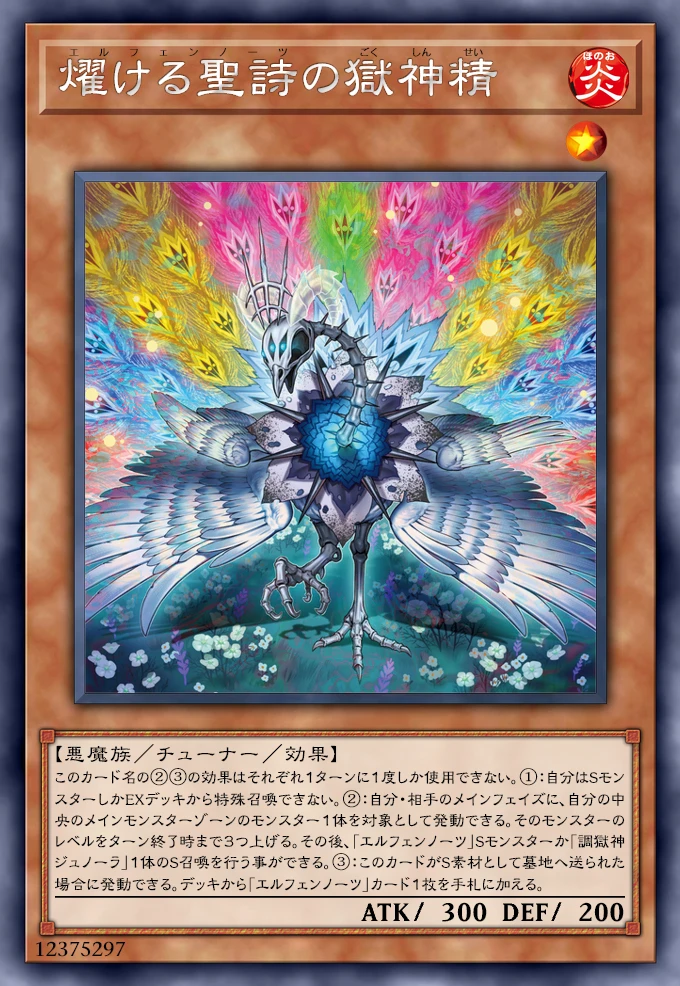 エルフェンノーツ ごくしんせい
燿ける聖詩の獄神精
ほのお
炎
【悪魔族／チューナー／効果】
このカード名の②③の効果はそれぞれ1ターンに1度しか使用できない。①：自分はSモン
スターしかEXデッキから特殊召喚できない。②：自分・相手のメインフェイズに、自分の中
央のメインモンスターゾーンのモンスター1体を対象として発動できる。そのモンスターの
レベルをターン終了時まで3つ上げる。その後、「エルフェンノーツ」Sモンスターか「調獄神
ジュノーラ」1体のS召喚を行う事ができる。③：このカードがS素材として墓地へ送られた
場合に発動できる。デッキから「エルフェンノーツ」カード1枚を手札に加える。
ATK/ 300 DEF/ 200
12375297